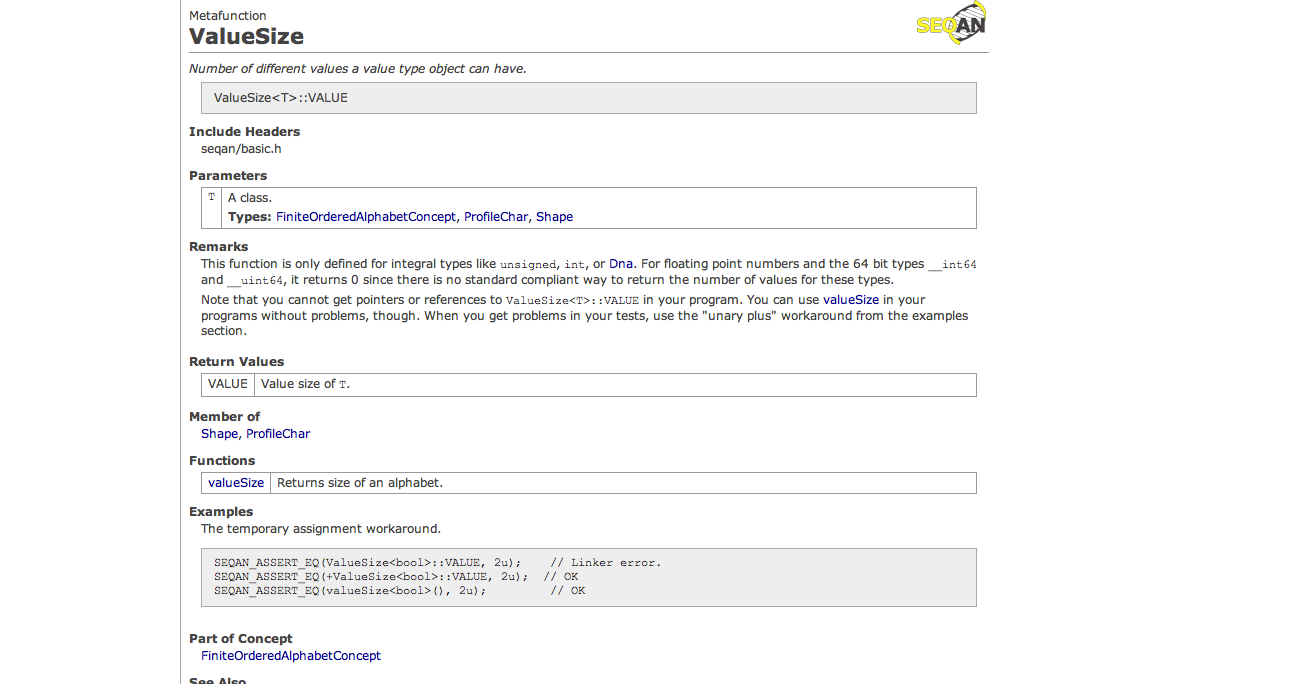 Metafunction
ValueSize
SEQAN
Number of different values a value type object can have.
ValueSize<T>::VALUE
Include Headers
seqan/basic.h
Parameters
T A class.
Types: FiniteOrderedAlphabetConcept, ProfileChar, Shape
Remarks
This function is only defined for integral types like unsigned, int, or Dna. For floating point numbers and the 64 bit types __int64
and __uint64, it returns 0 since there is no standard compliant way to return the number of values for these types.
Note that you cannot get pointers or references to ValueSize<T>::VALUE in your program. You can use valueSize in your
programs without problems, though. When you get problems in your tests, use the "unary plus" workaround from the examples
section.
Return Values
VALUE Value size of T.
Member of
Shape, ProfileChar
Functions
valueSize Returns size of an alphabet.
Examples
The temporary assignment workaround.
SEQAN_ASSERT_EQ(ValueSize<bool>::VALUE, 2u);    // Linker error.
SEQAN_ASSERT_EQ(+ValueSize<bool>::VALUE, 2u);  // OK
SEQAN_ASSERT_EQ(valueSize<bool>(), 2u);         // OK
Part of Concept
FiniteOrderedAlphabetConcept
See Also